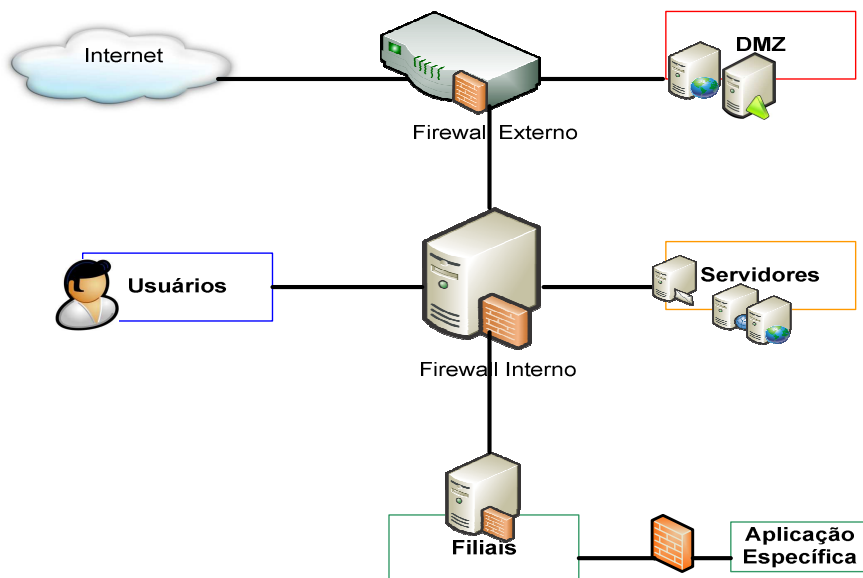 Internet
DMZ
Firewall Externo
Usuários
Servidores
Firewall Interno
Filiais
Aplicação
Específica